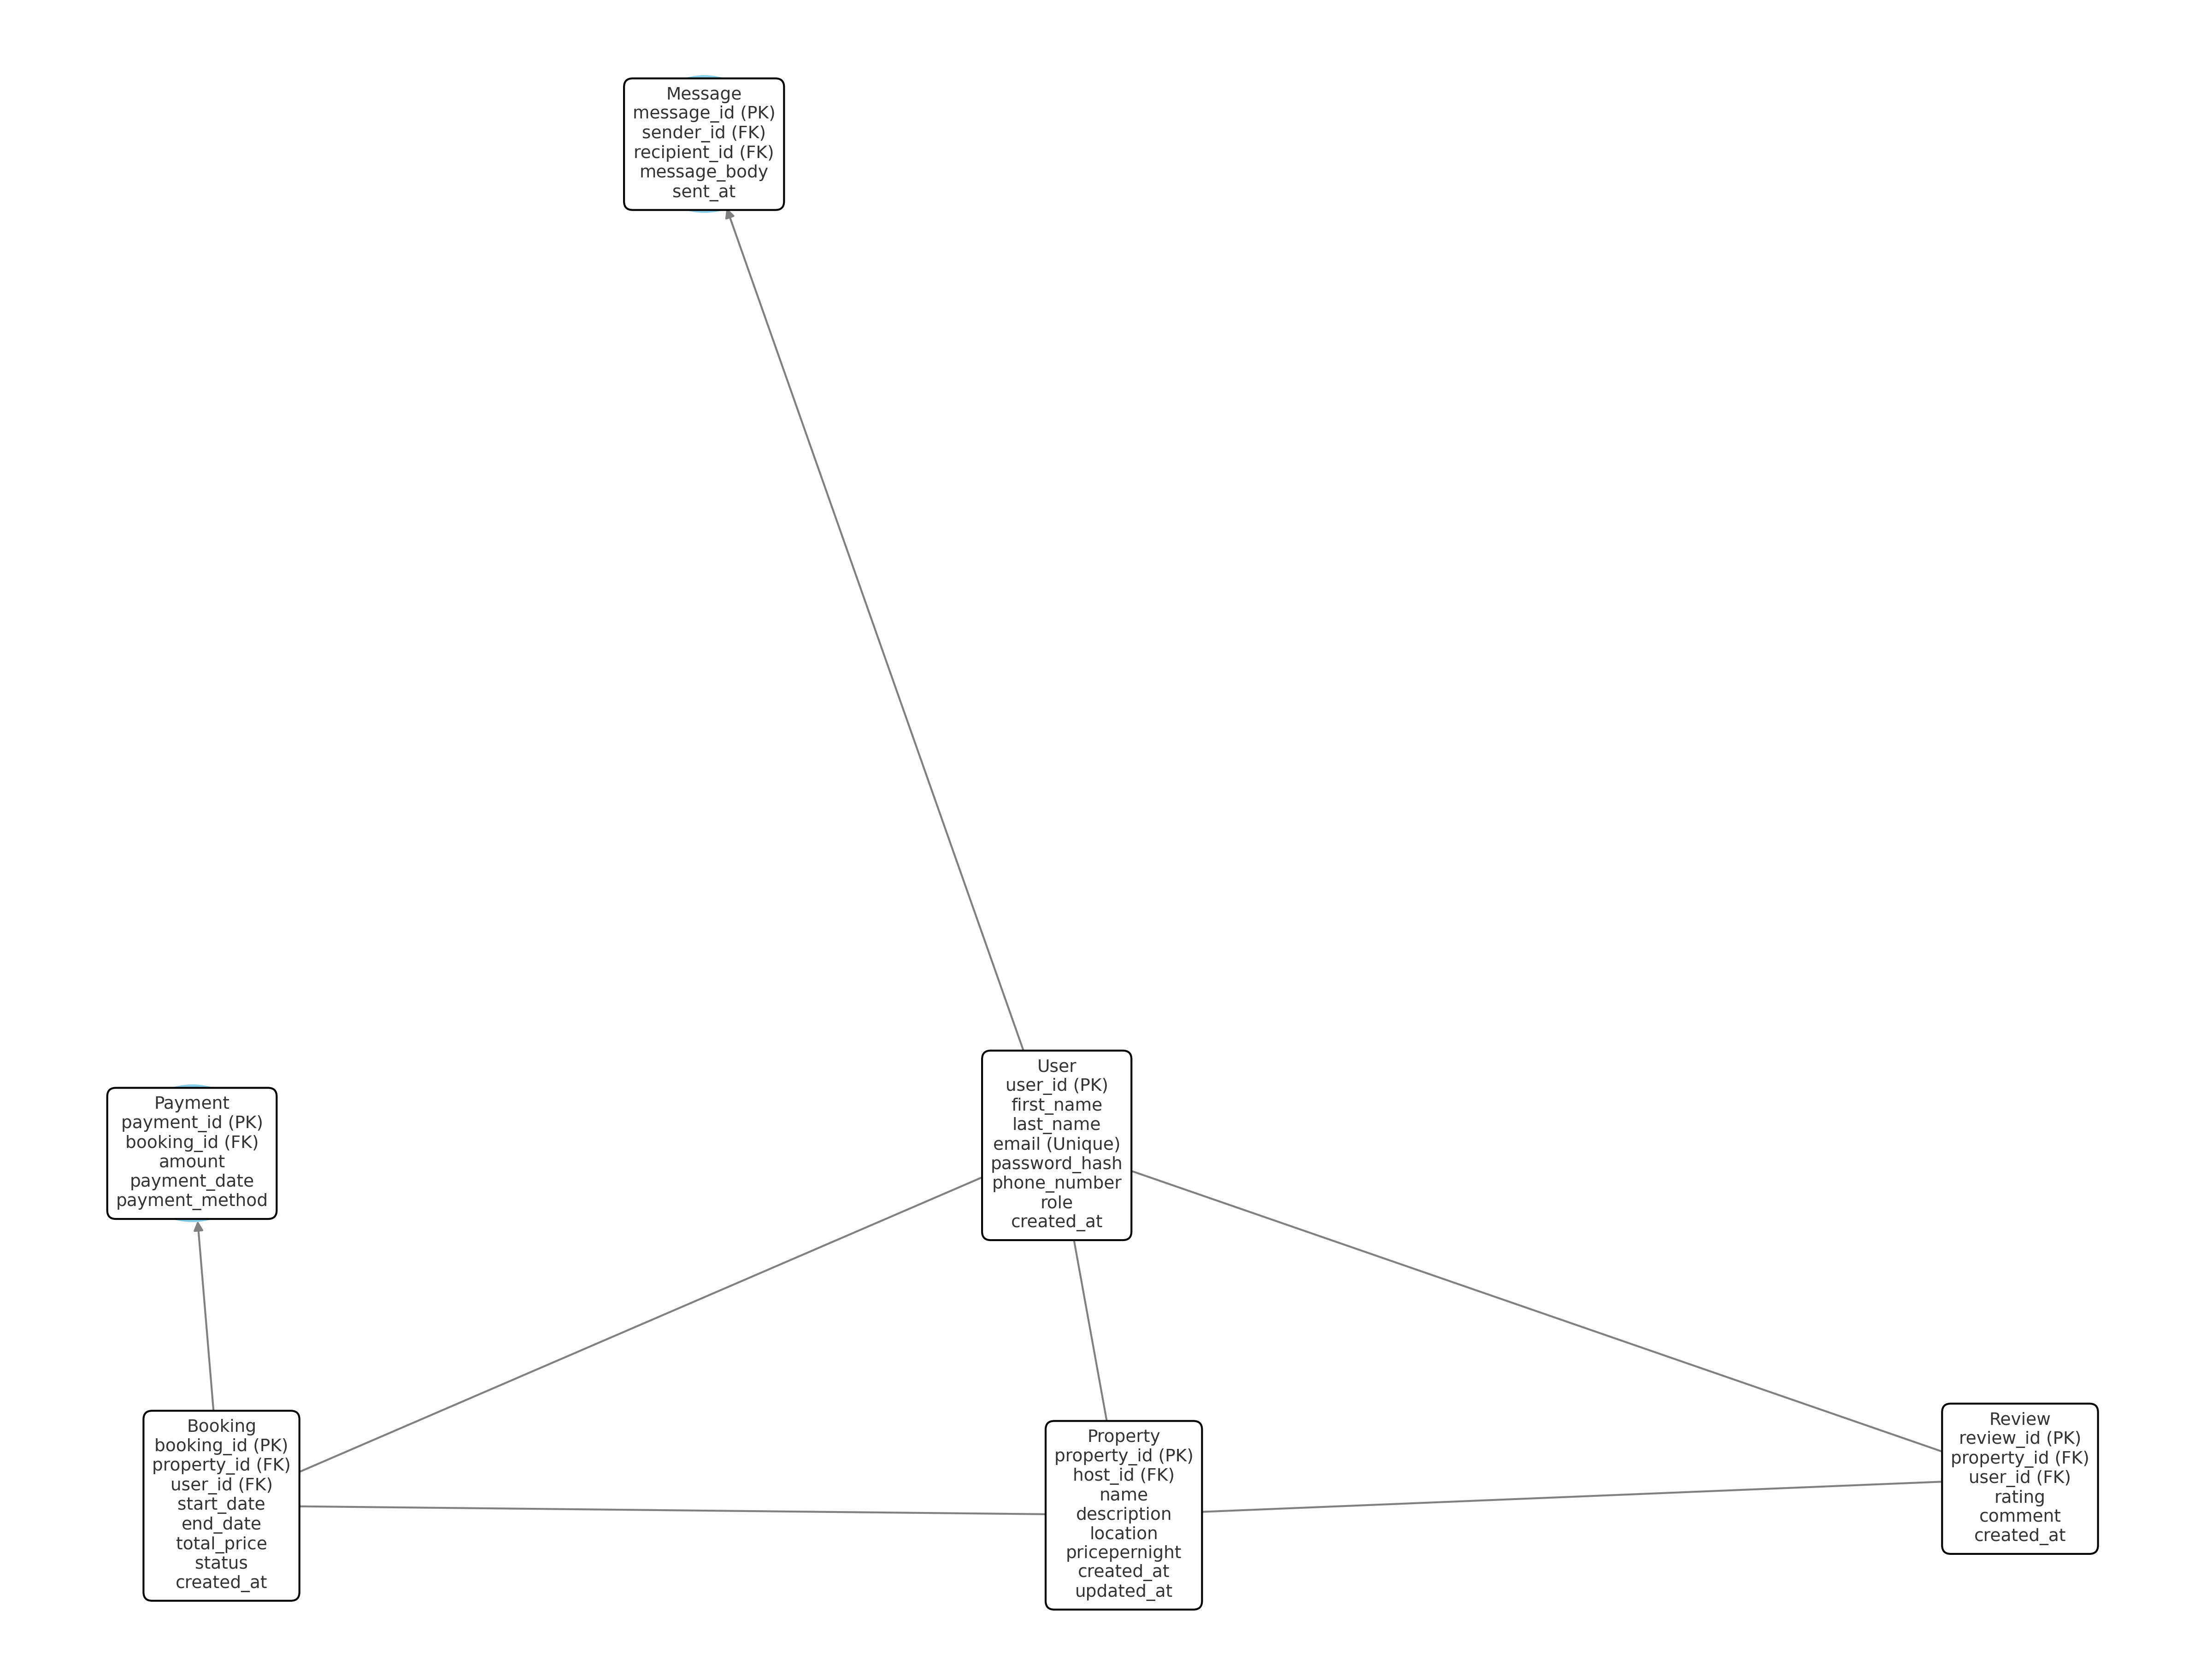 Message
message_id (PK)
sender_id (FK)
recipient_id (FK)
message_body
sent_at
User
user_id (PK)
first_name
last_name
email (Unique)
password_hash
phone_number
role
created_at
Payment
payment_id (PK)
booking_id (FK)
amount
payment_date
payment_method
Booking
booking_id (PK)
property_id (FK)
user_id (FK)
start_date
end_date
total_price
status
created_at
Property
property_id (PK)
host_id (FK)
name
description
location
pricepernight
created_at
updated_at
Review
review_id (PK)
property_id (FK)
user_id (FK)
rating
comment
created_at